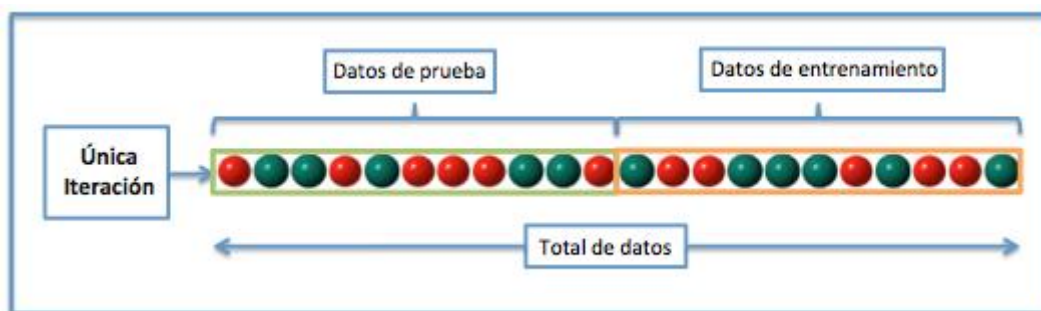 Datos de prueba
Datos de entrenamiento
Única
Iteración
Total de datos